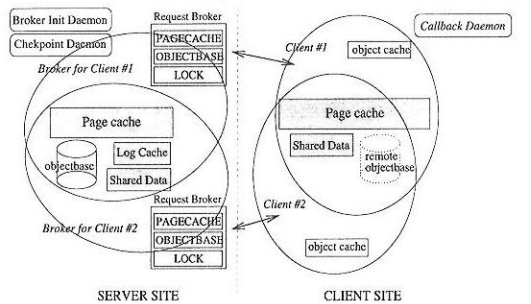 Broker Init Daemon
Chekpoint Daemon
Broker for Client #1
Request Broker
PAGECACHE
OBJECTBASE
LOCK
Page cache
objectbase
Log Cache
Shared Data
Broker for Client #2
Request Broker
PAGECACHE
OBJECTBASE
LOCK
SERVER SITE
Callback Daemon
Client #1
object cache
Page cache
Shared Data
remote
objectbase
Client #2
object cache
CLIENT SITE